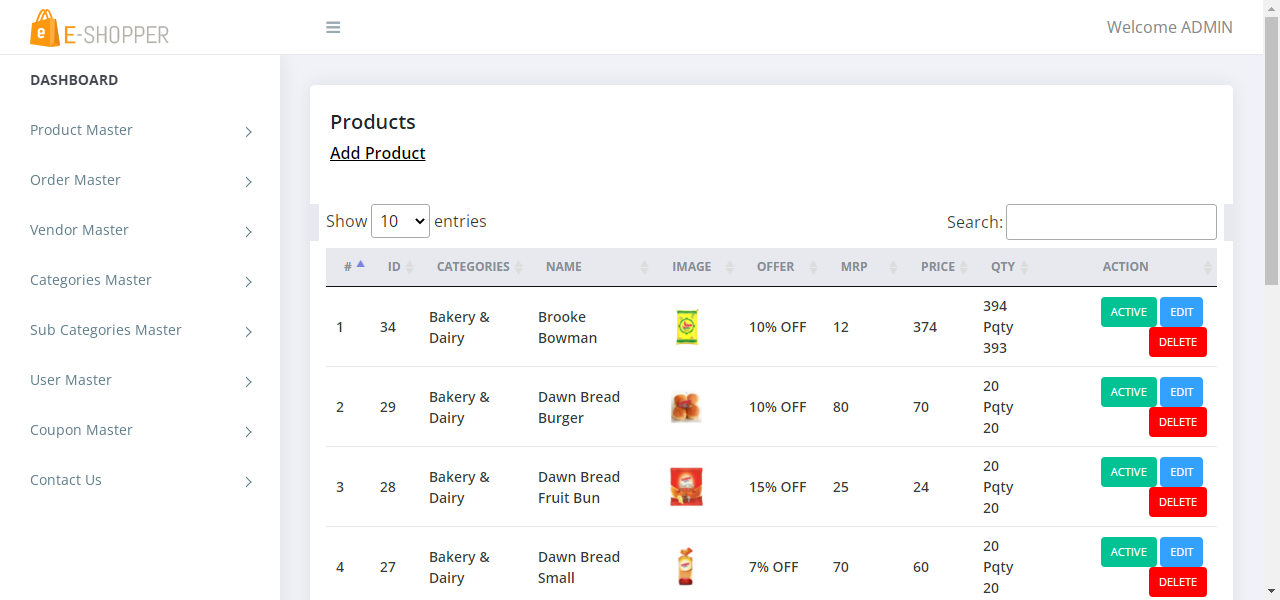 E-SHOPPER
Welcome ADMIN
DASHBOARD
Product Master
Order Master
Vendor Master
Categories Master
Sub Categories Master
User Master
Coupon Master
Contact Us
Products
Add Product
Show 10 entries
Search:
# ID CATEGORIES NAME IMAGE OFFER MRP PRICE QTY ACTION
1 34 Bakery & Dairy Brooke Bowman 10% OFF 12 374 394 Pqty 393 ACTIVE EDIT DELETE
2 29 Bakery & Dairy Dawn Bread Burger 10% OFF 80 70 20 Pqty 20 ACTIVE EDIT DELETE
3 28 Bakery & Dairy Dawn Bread Fruit Bun 15% OFF 25 24 20 Pqty 20 ACTIVE EDIT DELETE
4 27 Bakery & Dairy Dawn Bread Small 7% OFF 70 60 20 Pqty 20 ACTIVE EDIT DELETE